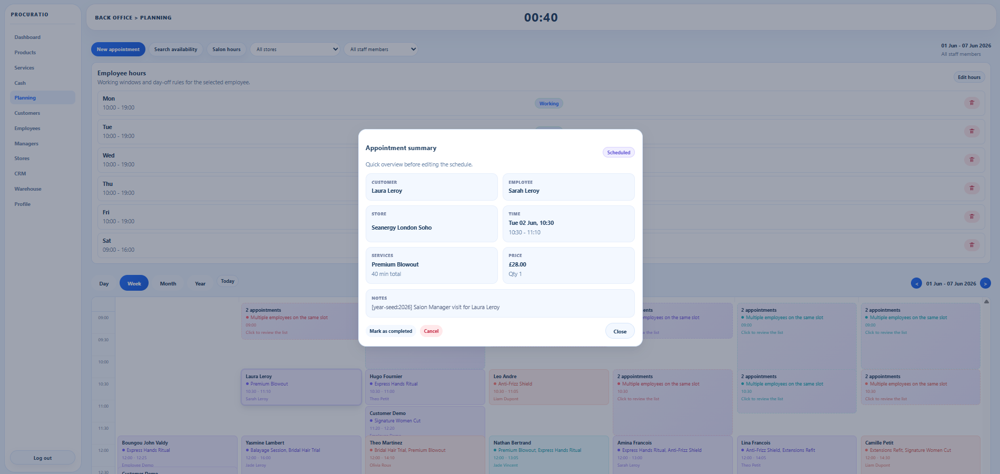 PROCURATIO
Dashboard
Products
Services
Cash
Planning
Customers
Employees
Managers
Stores
CRM
Warehouse
Profile
Log out
BACK OFFICE > PLANNING
00:40
New appointment
Search availability
Salon hours
All stores
All staff members
01 Jun - 07 Jun 2026
All staff members
Employee hours
Working windows and day-off rules for the selected employee.
Edit hours
Mon
10:00 - 19:00
Working
Tue
10:00 - 19:00
Wed
10:00 - 19:00
Thu
10:00 - 19:00
Fri
10:00 - 19:00
Sat
09:00 - 16:00
Appointment summary
Scheduled
Quick overview before editing the schedule.
CUSTOMER
Laura Leroy
EMPLOYEE
Sarah Leroy
STORE
Seanergy London Soho
TIME
Tue 02 Jun, 10:30
10:30 - 11:10
SERVICES
Premium Blowout
40 min total
PRICE
£28.00
Qty 1
NOTES
[year-seed:2026] Salon Manager visit for Laura Leroy
Mark as completed
Cancel
Close
Day
Week
Month
Year
Today
<
01 Jun - 07 Jun 2026
>
09:00
09:30
10:00
10:30
11:00
11:30
12:00
12:30
2 appointments
Multiple employees on the same slot
09:00
Click to review the list
ents
mployees on the same slot
w the list
2 appointments
Multiple employees on the same slot
09:00
Click to review the list
2 appointments
Multiple employees on the same slot
09:00
Click to review the list
Laura Leroy
Premium Blowout
10:30 - 11:10
Sarah Leroy
Hugo Fournier
Express Hands Ritual
10:30 - 11:00
Theo Petit
Leo Andre
Anti-Frizz Shield
10:30 - 11:05
Liam Dupont
2 appointments
Multiple employees on the same slot
10:30
Click to review the list
2 appointments
Multiple employees on the same slot
10:30
Click to review the list
2 appointments
Multiple employees on the same slot
10:30
Click to review the list
Customer Demo
Signature Women Cut
11:20 - 12:20
Boungou John Valdy
Express Hands Ritual
12:00 - 12:25
Employee Demo
Customer Demo
Yasmine Lambert
Balayage Session, Bridal Hair Trial
12:00 - 16:00
Jade Leroy
Theo Martinez
Bridal Hair Trial, Premium Blowout
12:00 - 14:10
Olivia Roux
Nathan Bertrand
Premium Blowout, Express Hands Ritual
12:00 - 13:05
Jade Vincent
Amina Francois
Express Hands Ritual, Anti-Frizz Shield
12:00 - 13:00
Sarah Leroy
Lina Francois
Anti-Frizz Shield, Extensions Refit
12:00 - 14:05
Theo Petit
Camille Petit
Extensions Refit, Signature Women Cut
12:00 - 14:30
Liam Dupont